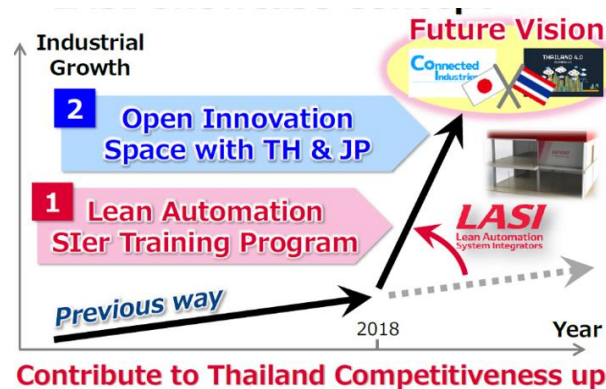 Future Vision
Industrial
Growth
Connected
Industries
THAILAND 4.0
2
Open Innovation
Space with TH & JP
1
Lean Automation
SIer Training Program
LASI
Lean Automation
System Integrators
Previous way
2018
Year
Contribute to Thailand Competitiveness up